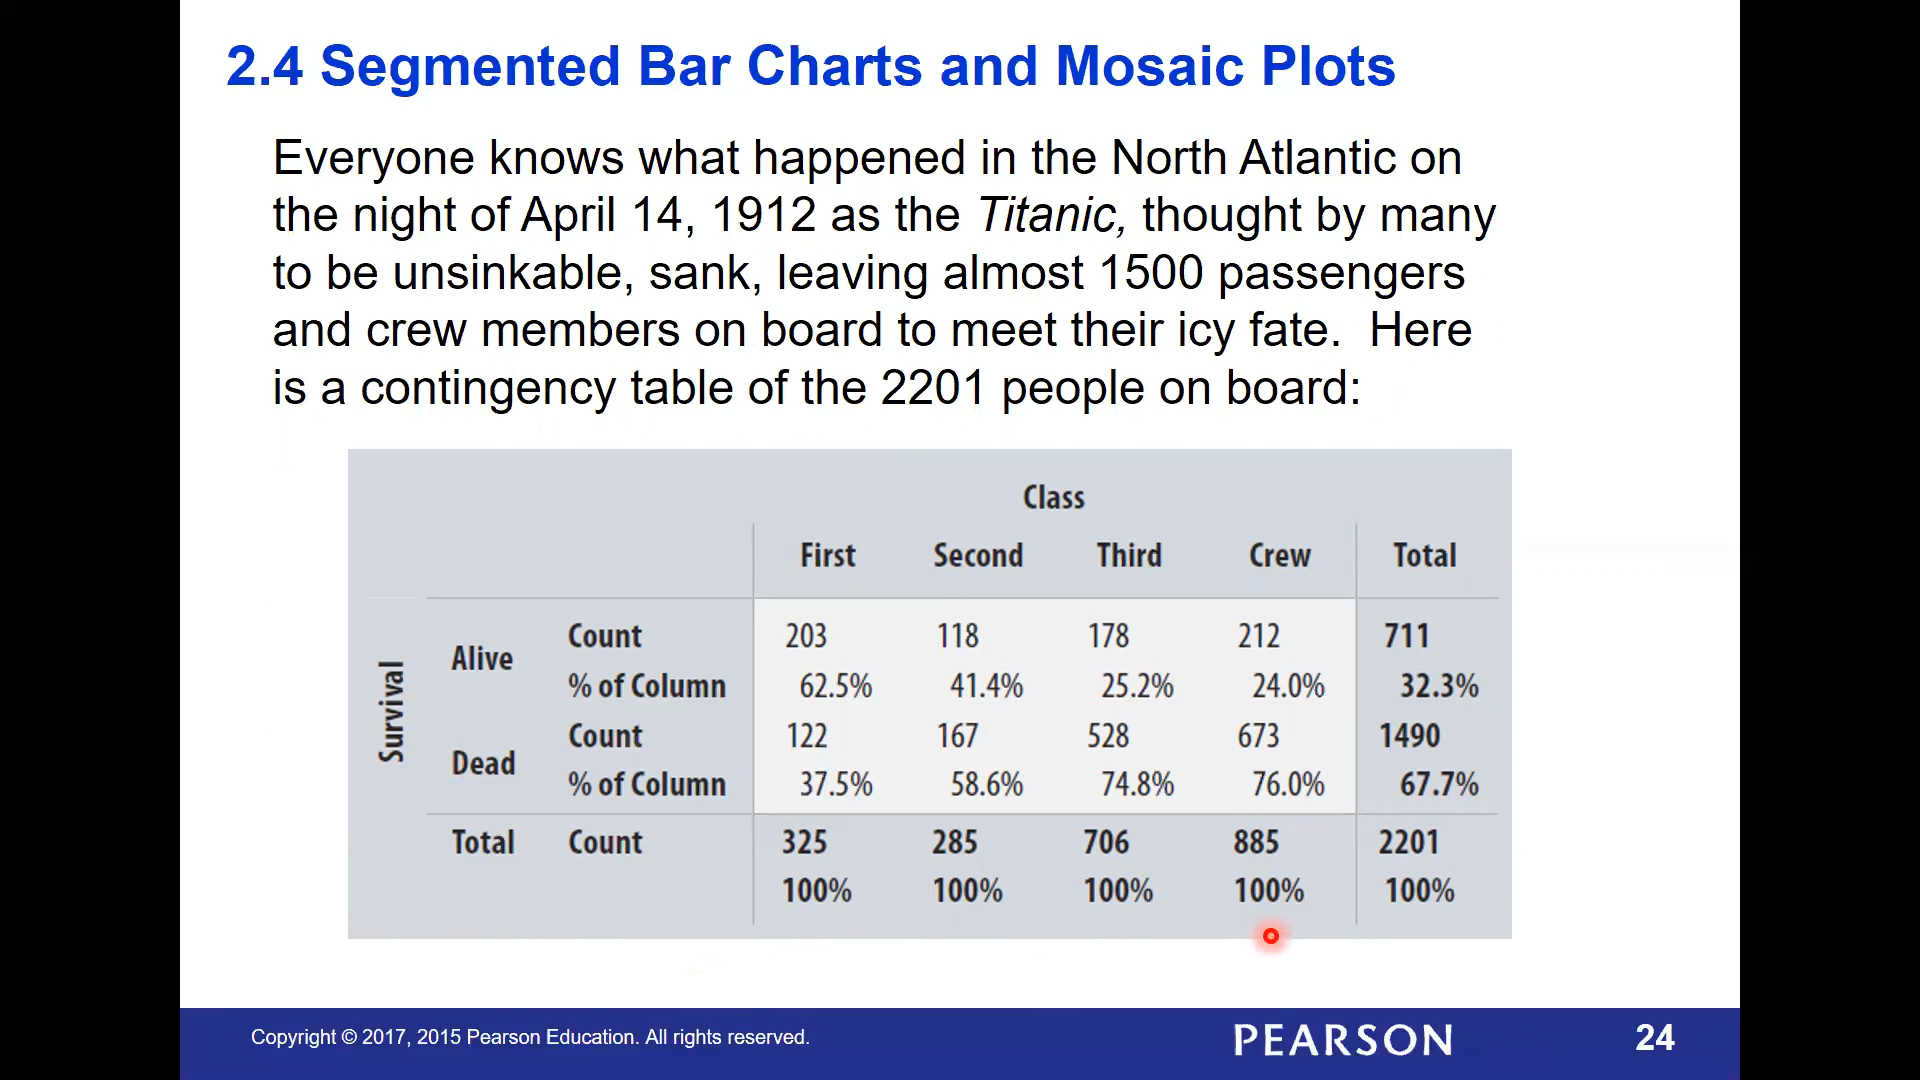 2.4 Segmented Bar Charts and Mosaic Plots
Everyone knows what happened in the North Atlantic on
the night of April 14, 1912 as the Titanic, thought by many
to be unsinkable, sank, leaving almost 1500 passengers
and crew members on board to meet their icy fate.  Here
is a contingency table of the 2201 people on board:
Class
First Second Third Crew Total
Survival
Alive
Count 203 118 178 212 711
% of Column 62.5% 41.4% 25.2% 24.0% 32.3%
Dead
Count 122 167 528 673 1490
% of Column 37.5% 58.6% 74.8% 76.0% 67.7%
Total Count 325 285 706 885 2201
100% 100% 100% 100% 100%
Copyright © 2017, 2015 Pearson Education. All rights reserved.
PEARSON
24